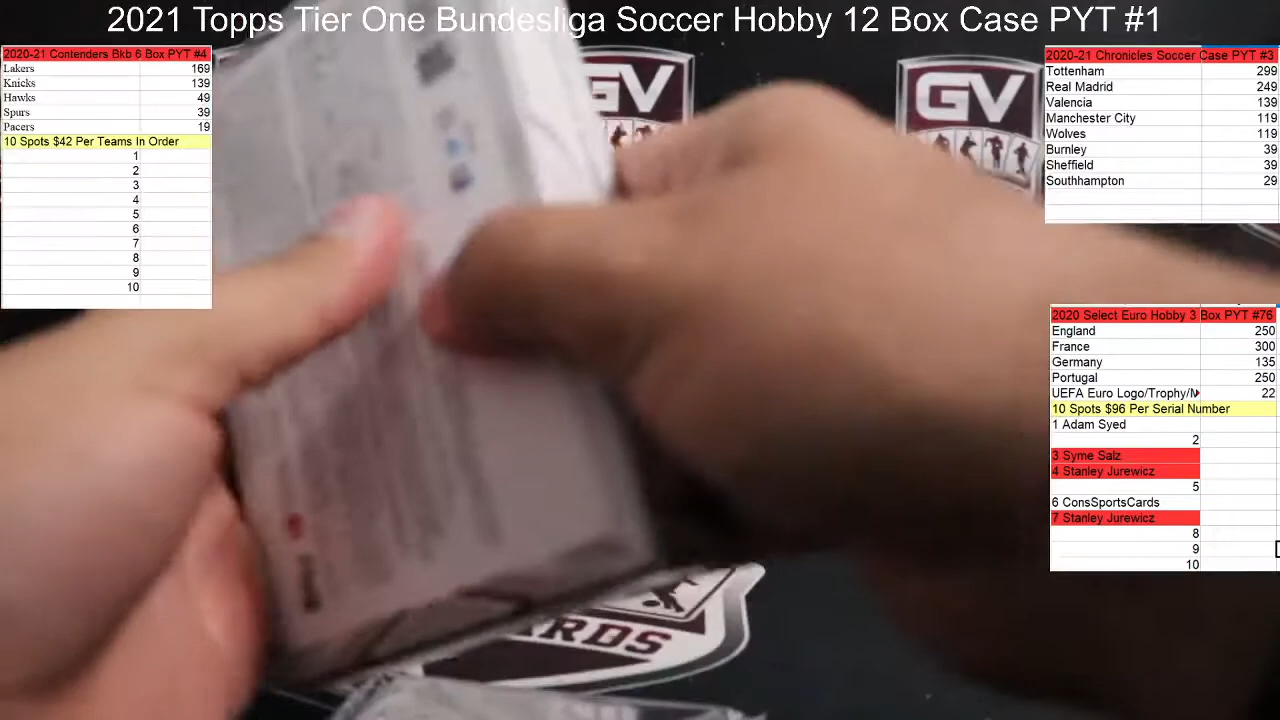 2021 Topps Tier One Bundesliga Soccer Hobby 12 Box Case PYT #1
2020-21 Contenders Bkb 6 Box PYT #4
Lakers 169
Knicks 139
Hawks 49
Spurs 39
Pacers 19
10 Spots $42 Per Teams In Order
1
2
3
4
5
6
7
8
9
10
GV
GV
2020-21 Chronicles Soccer Case PYT #3
Tottenham 299
Real Madrid 249
Valencia 139
Manchester City 119
Wolves 119
Burnley 39
Sheffield 39
Southhampton 29
2020 Select Euro Hobby 3 Box PYT #76
England 250
France 300
Germany 135
Portugal 250
UEFA Euro Logo/Trophy/M 22
10 Spots $96 Per Serial Number
1 Adam Syed
2
3 Syme Salz
4 Stanley Jurewicz
5
6 ConsSportsCards
7 Stanley Jurewicz
8
9
10